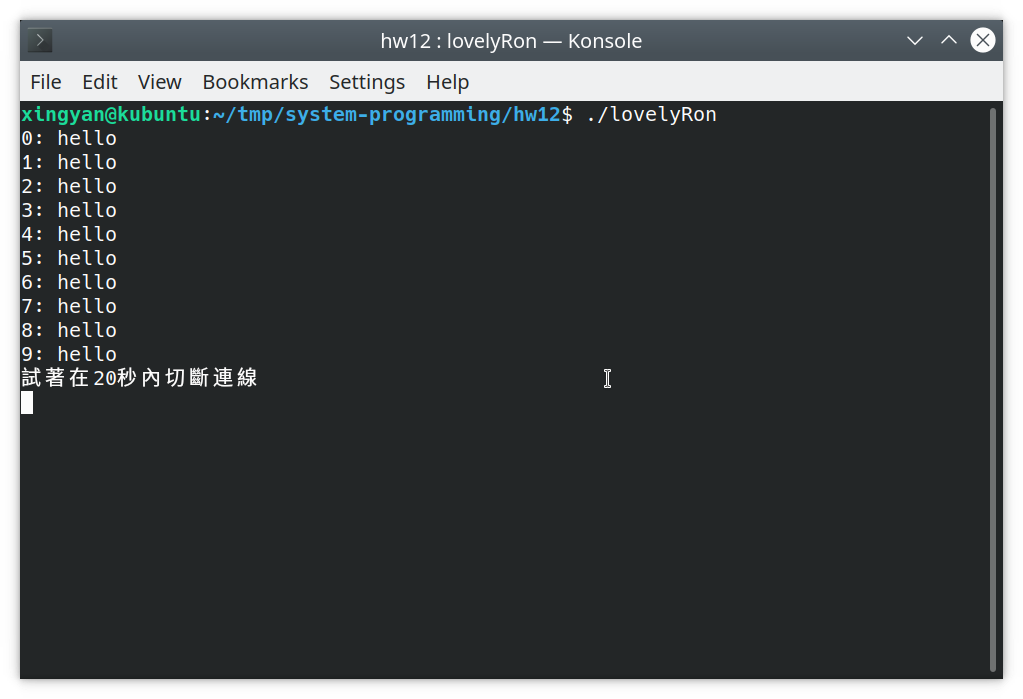 hw12 : lovelyRon — Konsole
File Edit View Bookmarks Settings Help
xingyan@kubuntu:~/tmp/system-programming/hw12$ ./lovelyRon
0: hello
1: hello
2: hello
3: hello
4: hello
5: hello
6: hello
7: hello
8: hello
9: hello
試著在20秒內切斷連線